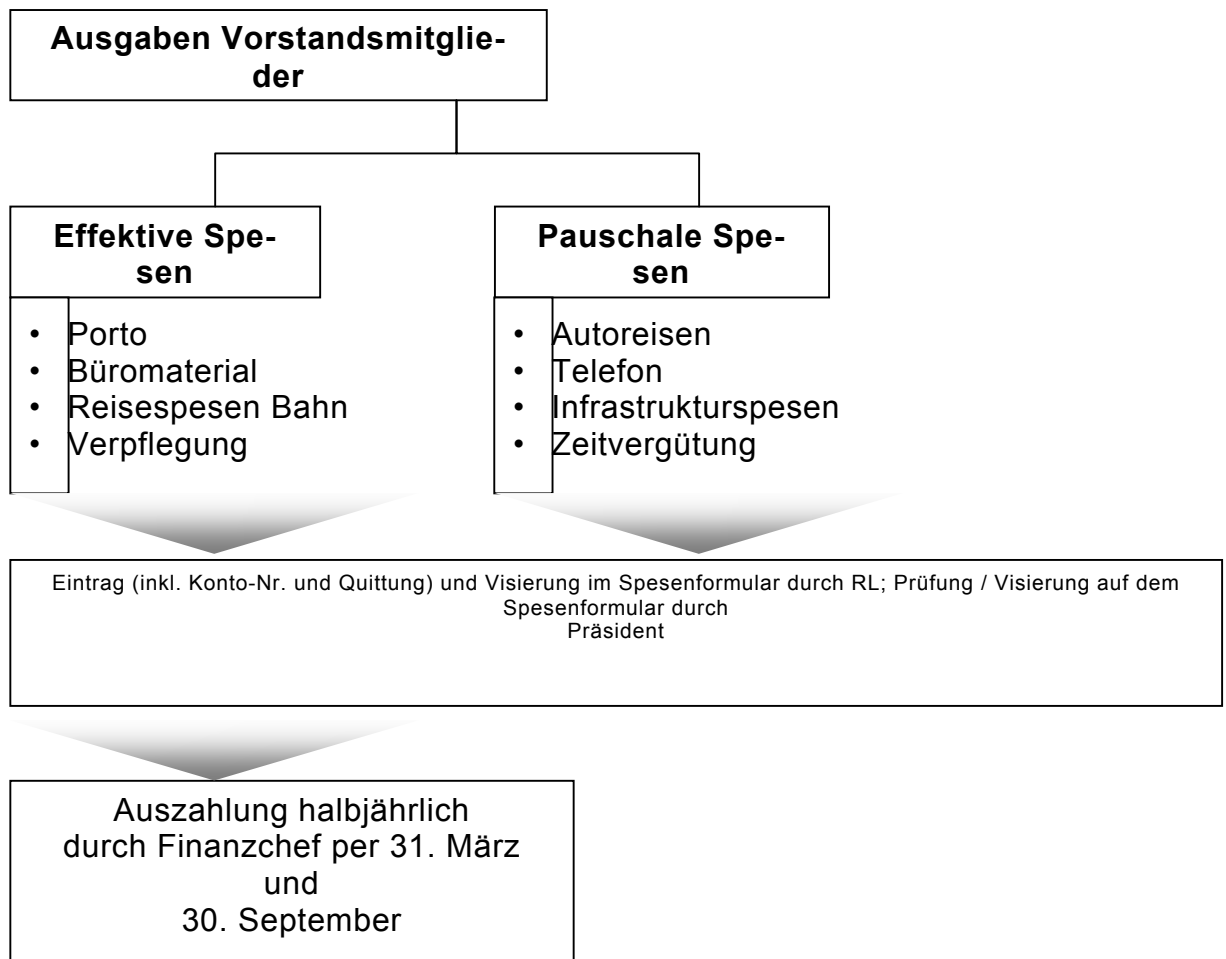 Ausgaben Vorstandsmitglie-
der
Effektive Spe-
sen
• Porto
• Büromaterial
• Reisespesen Bahn
• Verpflegung
Pauschale Spe-
sen
• Autoreisen
• Telefon
• Infrastrukturspesen
• Zeitvergütung
Eintrag (inkl. Konto-Nr. und Quittung) und Visierung im Spesenformular durch RL; Prüfung / Visierung auf dem
Spesenformular durch
Präsident
Auszahlung halbjährlich
durch Finanzchef per 31. März
und
30. September